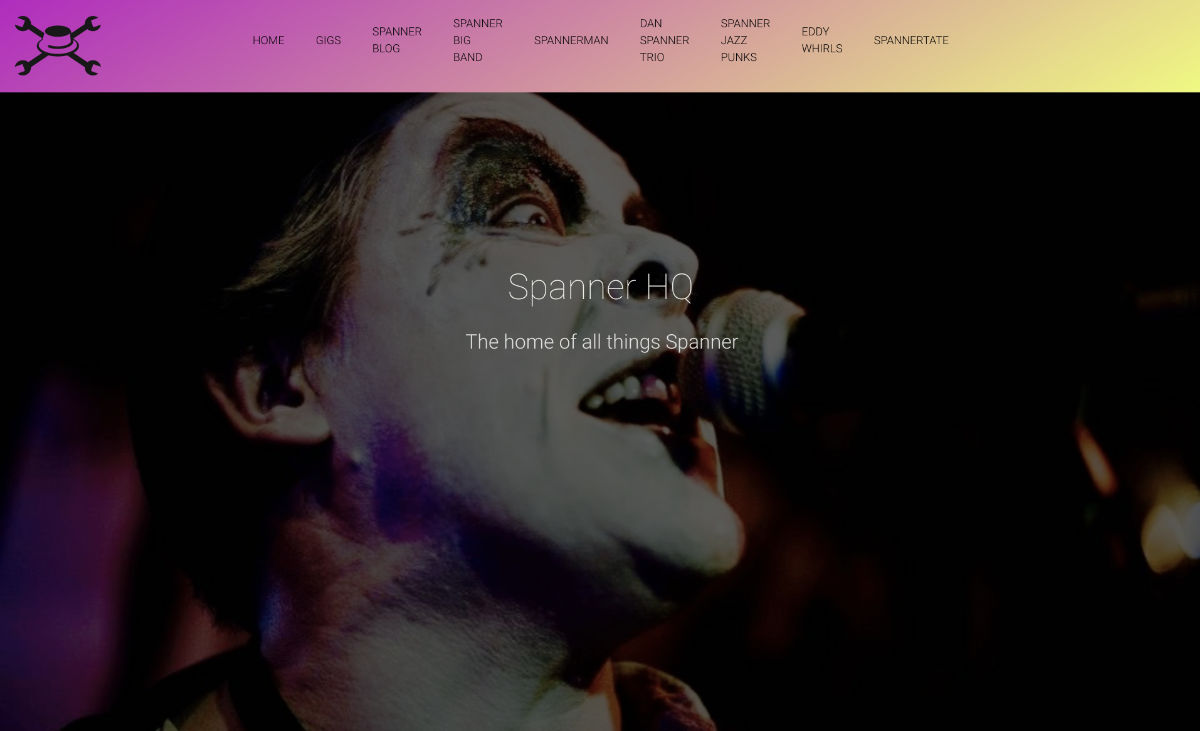 HOME
GIGS
SPANNER
BLOG
SPANNER
BIG
BAND
SPANNERMAN
DAN
SPANNER
TRIO
SPANNER
JAZZ
PUNKS
EDDY
WHIRLS
SPANNERTATE
Spanner HQ
The home of all things Spanner